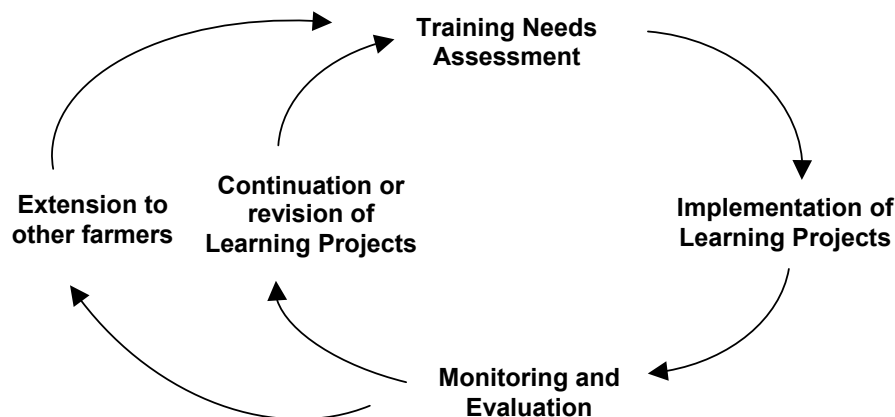 Training Needs
Assessment
Extension to
other farmers
Continuation or
revision of
Learning Projects
Implementation of
Learning Projects
Monitoring and
Evaluation